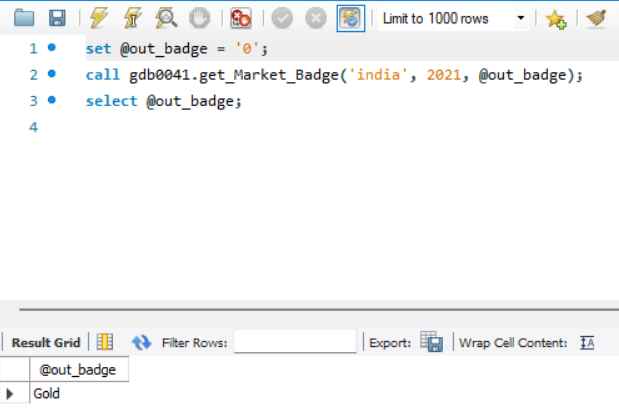 Limit to 1000 rows
1 set @out_badge = '0';
2 call gdb0041.get_Market_Badge('india', 2021, @out_badge);
3 select @out_badge;
4
Result Grid Filter Rows: Export: Wrap Cell Content:
@out_badge
Gold